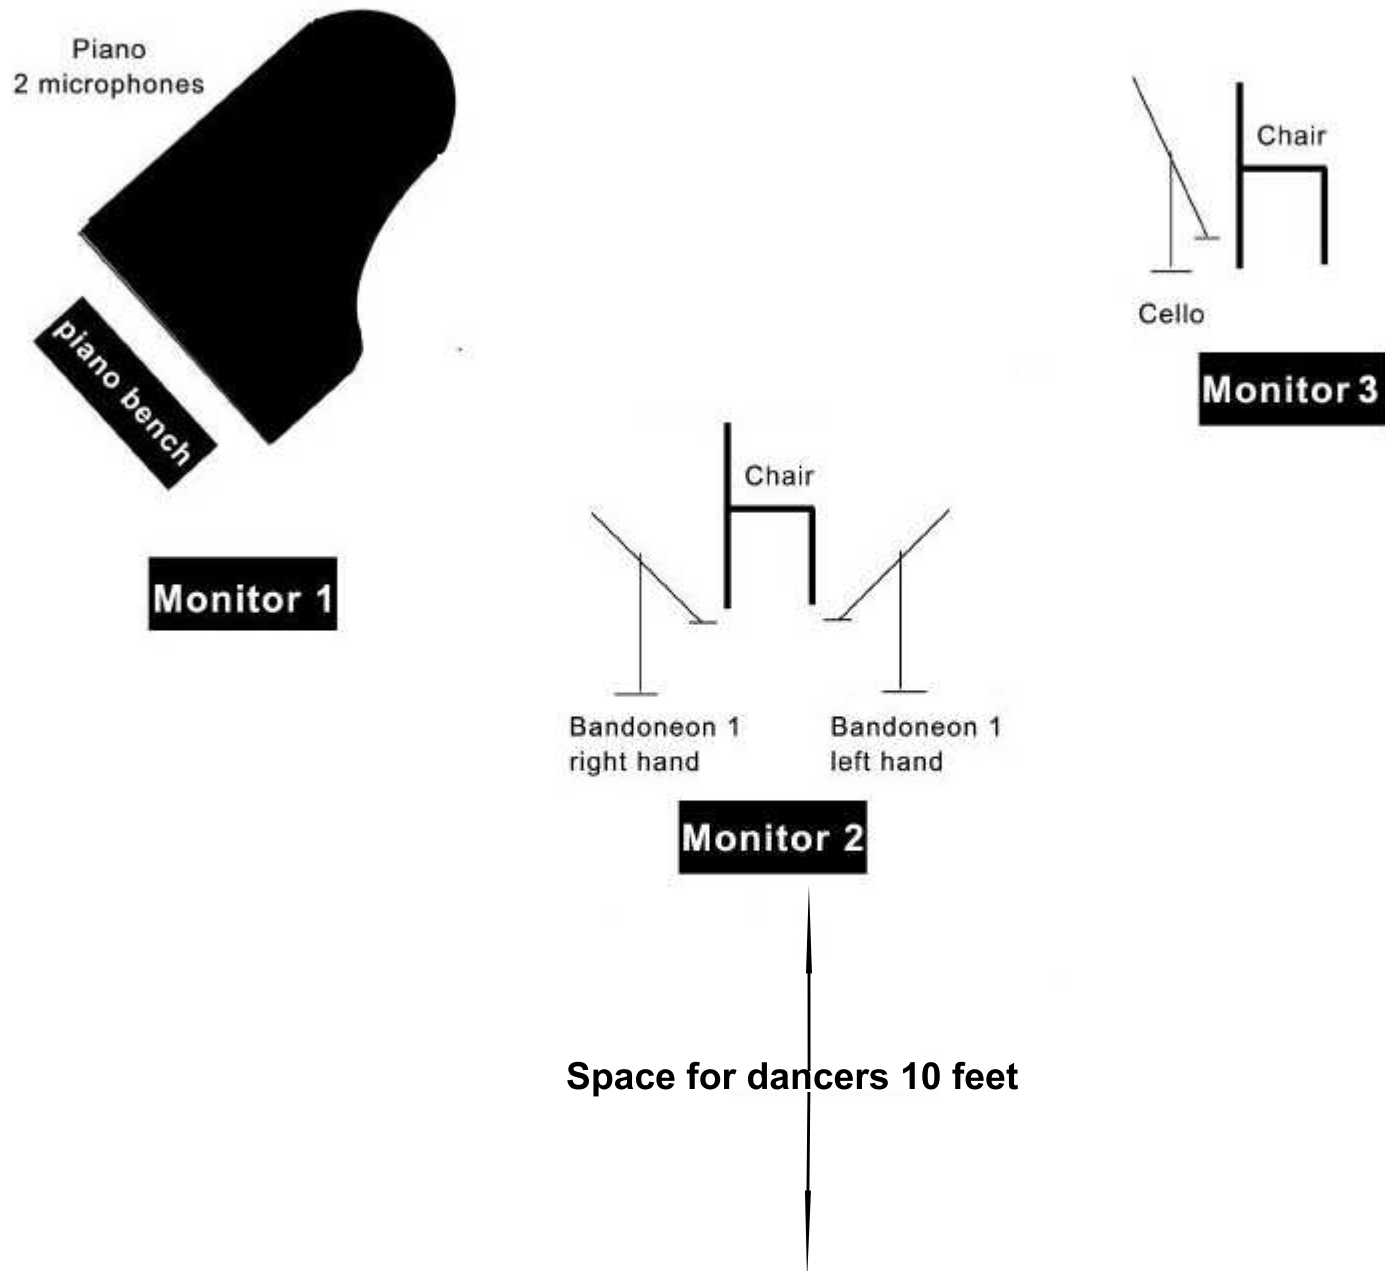 Piano
2 microphones
Chair
Cello
Monitor 3
piano bench
Chair
Monitor 1
Bandoneon 1
right hand
Bandoneon 1
left hand
Monitor 2
Space for dancers 10 feet